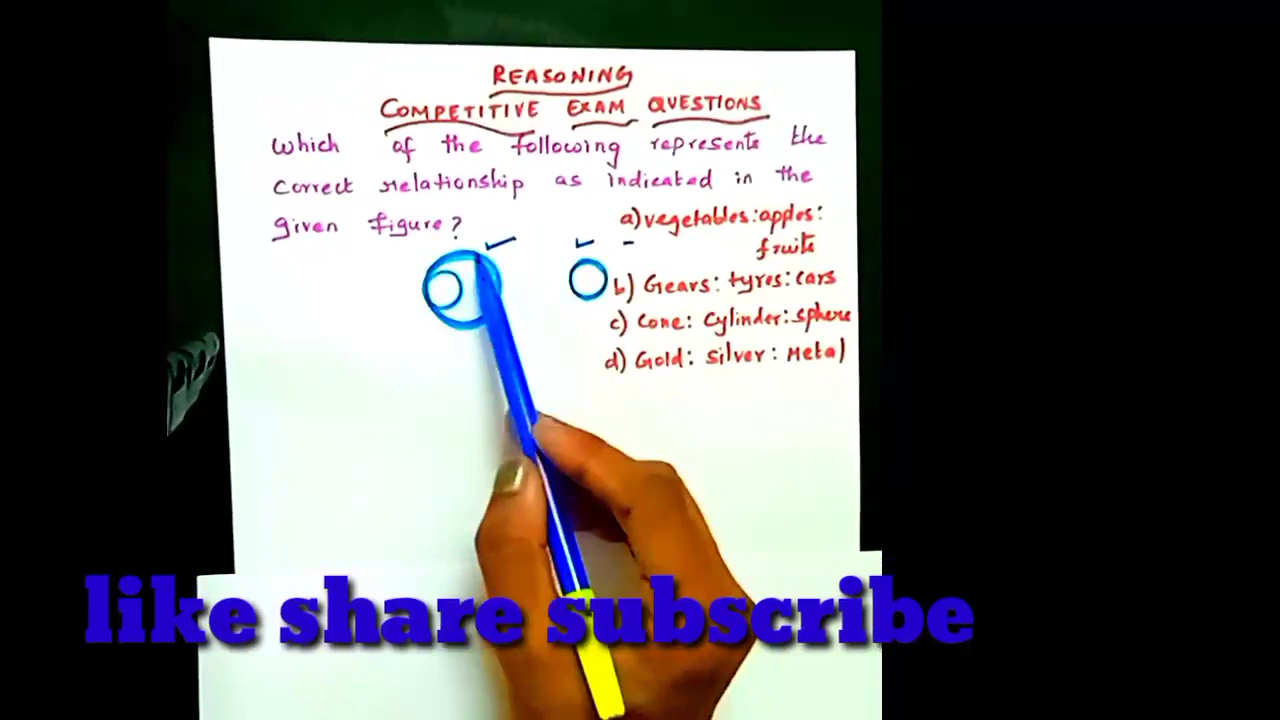 REASONING
COMPETITIVE EXAM QUESTIONS
Which of the following represents the
correct relationship as indicated in the
given figure?
a) vegetables: apples:
fruits
b) Gears: tyres: cars
c) Cone: Cylinder: sphere
d) Gold: Silver: Metal
like share subscribe